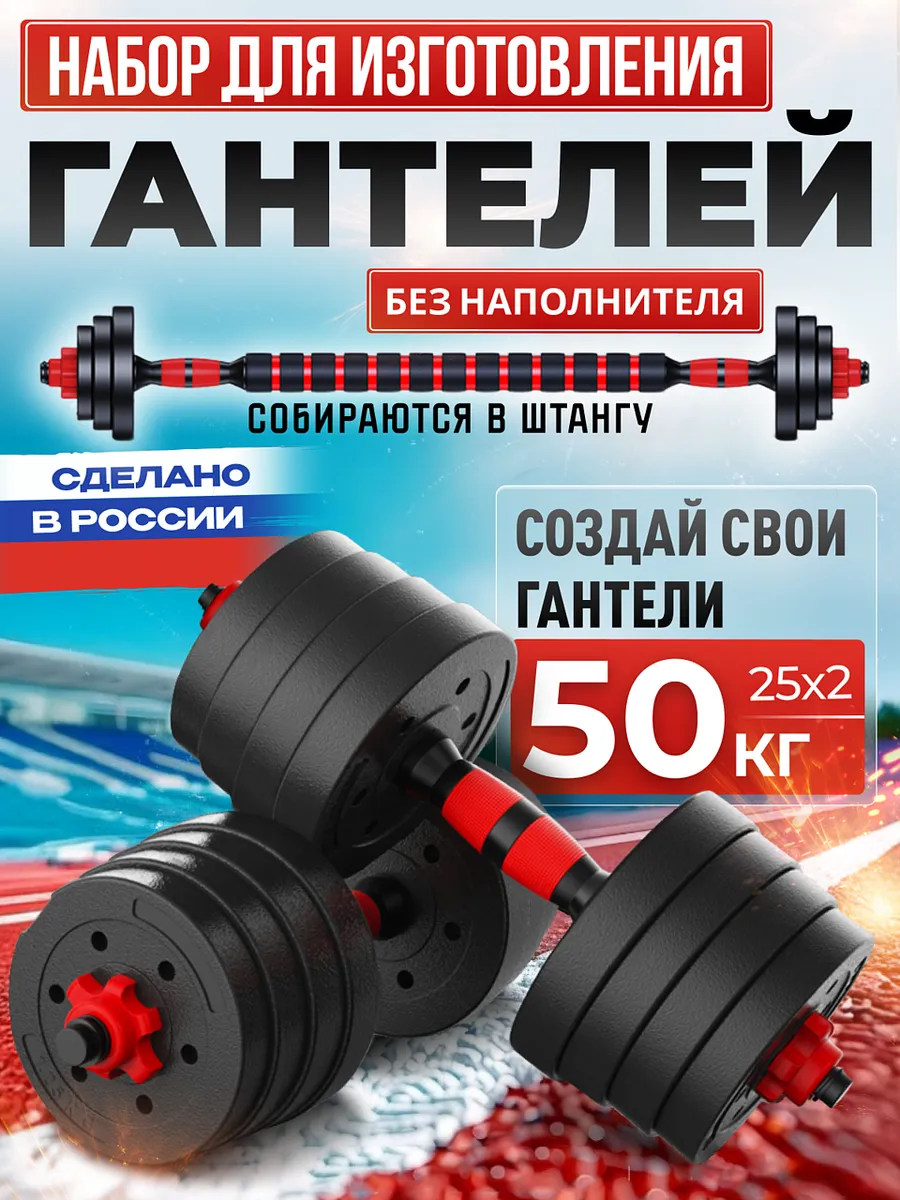 НАБОР ДЛЯ ИЗГОТОВЛЕНИЯ
ГАНТЕЛЕЙ
БЕЗ НАПОЛНИТЕЛЯ
СОБИРАЮТСЯ В ШТАНГУ
СДЕЛАНО
В РОССИИ
СОЗДАЙ СВОИ
ГАНТЕЛИ
50 25x2
КГ